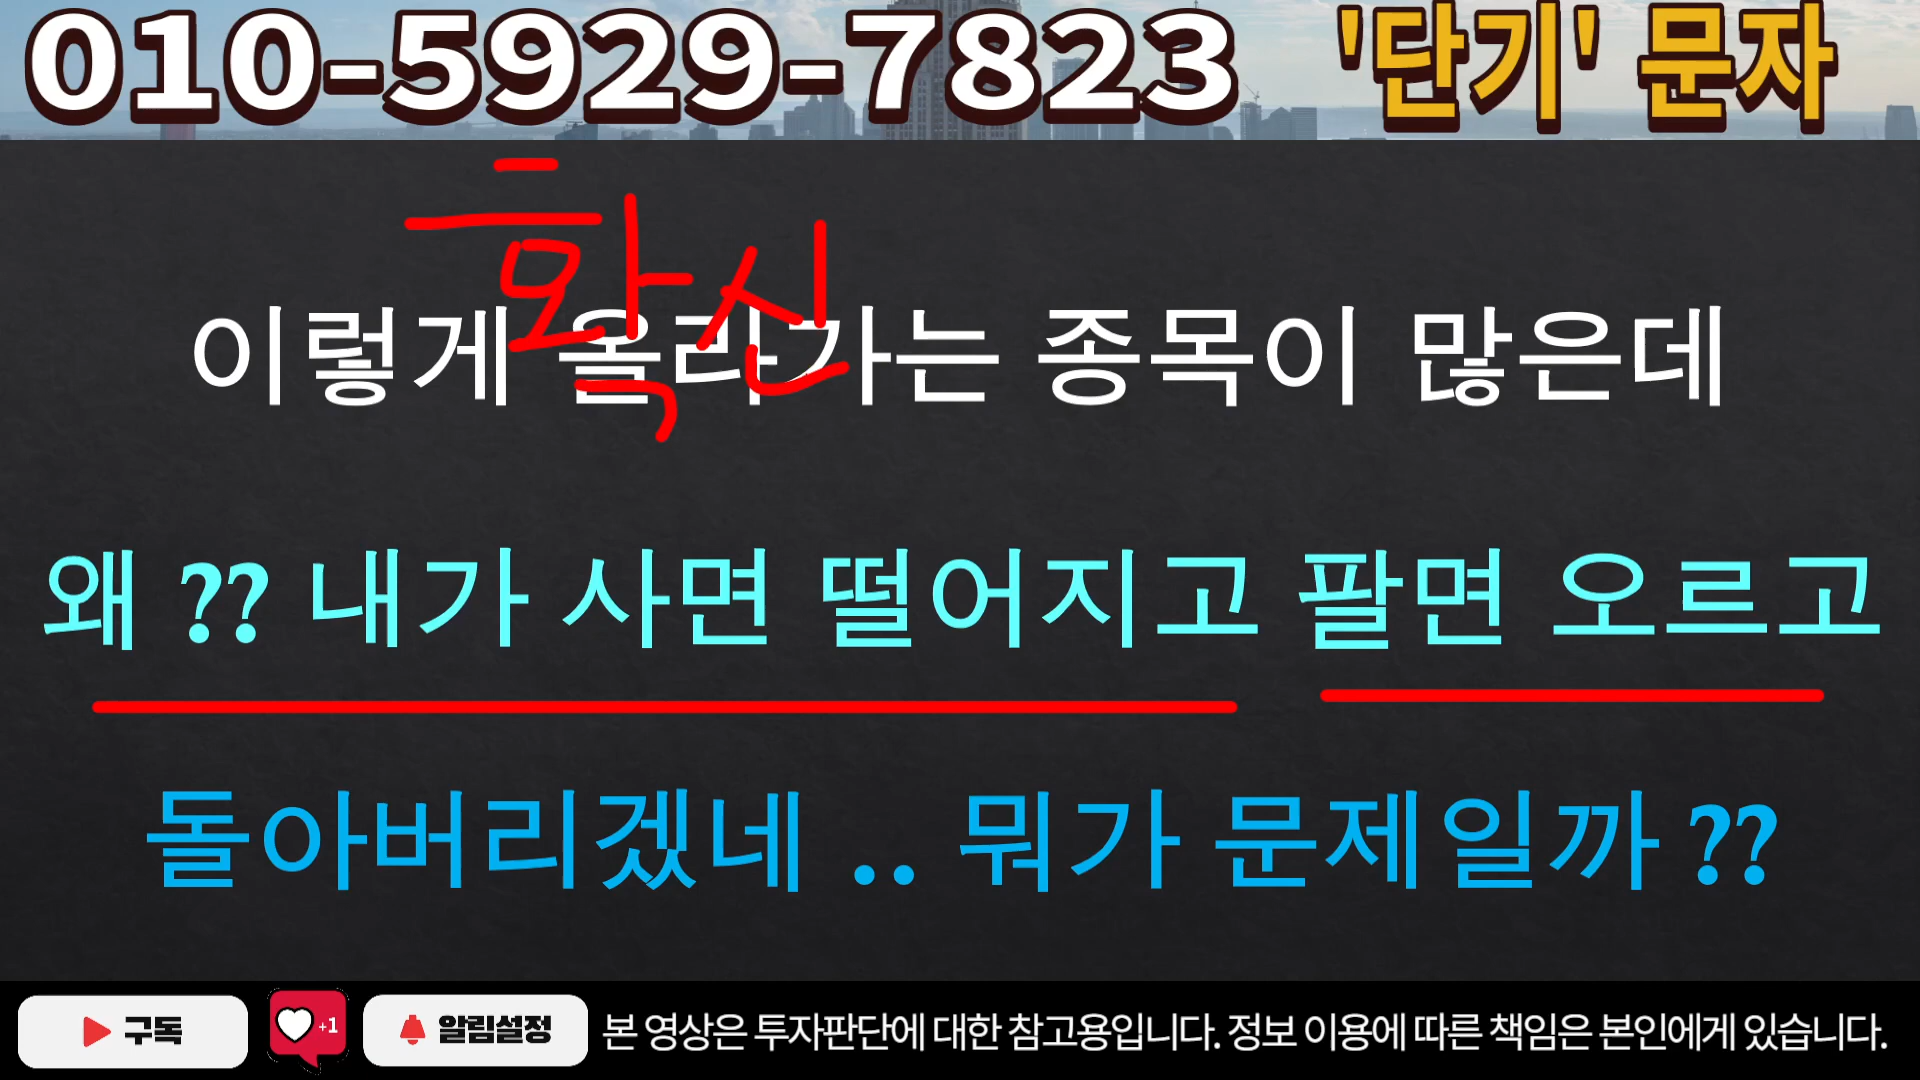 010-5929-7823 '단기' 문자
확신
이렇게 올라가는 종목이 많은데
왜 ?? 내가 사면 떨어지고 팔면 오르고
돌아버리겠네 .. 뭐가 문제일까 ??
구독 +1 알림설정 본 영상은 투자판단에 대한 참고용입니다. 정보 이용에 따른 책임은 본인에게 있습니다.